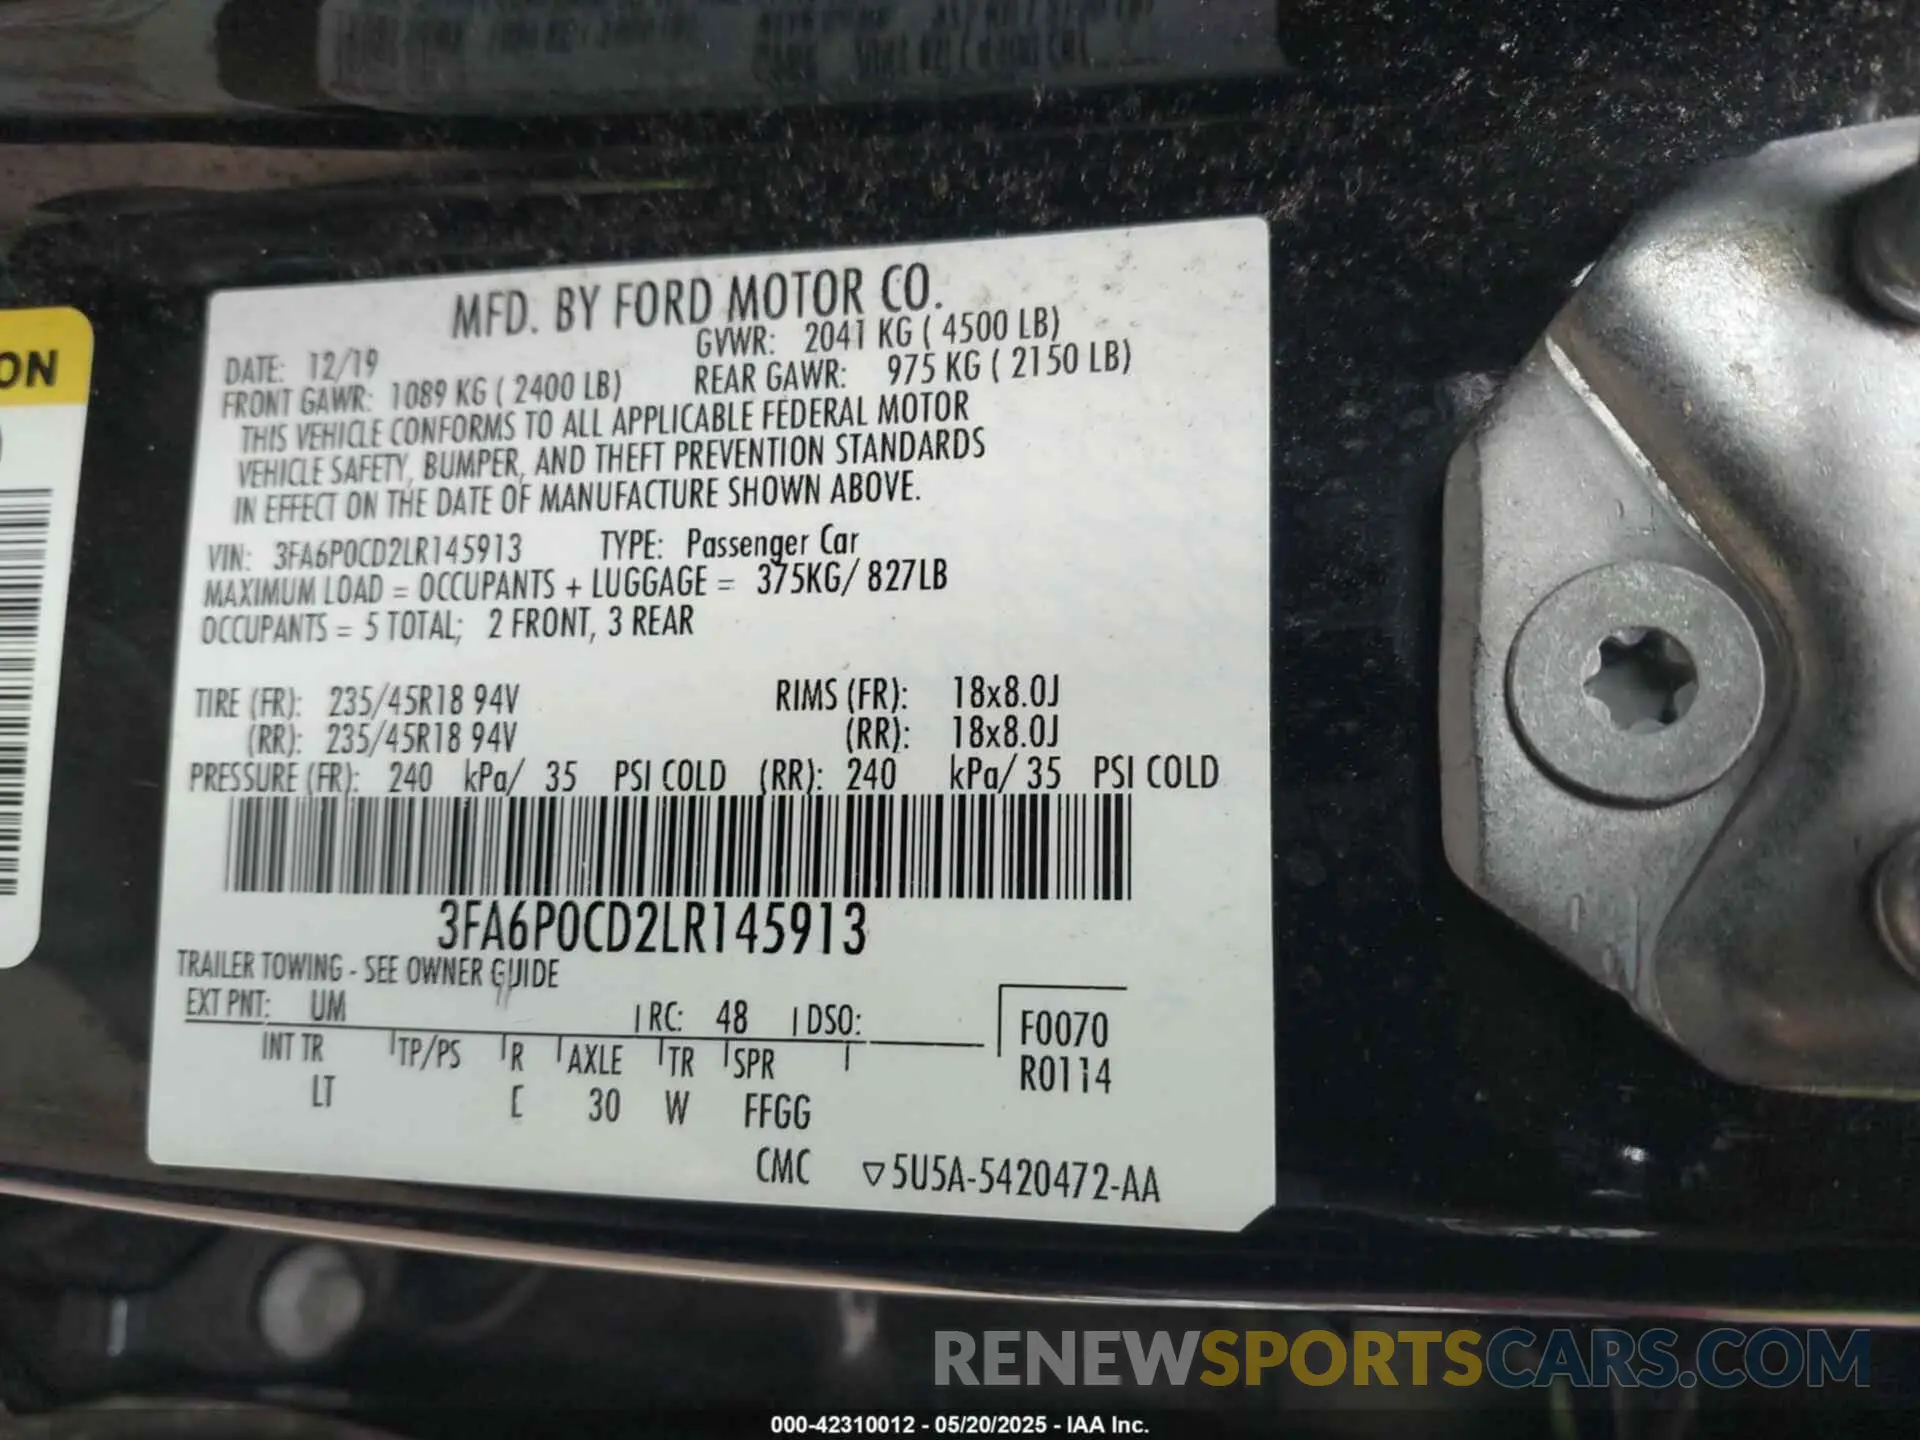 ON
MFD. BY FORD MOTOR CO.
DATE: 12/19 GVWR: 2041 KG ( 4500 LB)
FRONT GAWR: 1089 KG ( 2400 LB) REAR GAWR: 975 KG ( 2150 LB)
THIS VEHICLE CONFORMS TO ALL APPLICABLE FEDERAL MOTOR
VEHICLE SAFETY, BUMPER, AND THEFT PREVENTION STANDARDS
IN EFFECT ON THE DATE OF MANUFACTURE SHOWN ABOVE.
VIN: 3FA6P0CD2LR145913 TYPE: Passenger Car
MAXIMUM LOAD = OCCUPANTS + LUGGAGE = 375KG/ 827LB
OCCUPANTS = 5 TOTAL; 2 FRONT, 3 REAR
TIRE (FR): 235/45R18 94V RIMS (FR): 18x8.0J
(RR): 235/45R18 94V (RR): 18x8.0J
PRESSURE (FR): 240 kPa/ 35 PSI COLD (RR): 240 kPa/ 35 PSI COLD
3FA6P0CD2LR145913
TRAILER TOWING - SEE OWNER GUIDE
EXT PNT: UM RC: 48 DSO: F0070
INT TR TP/PS R AXLE TR SPR R0114
LT E 30 W FFGG
CMC ▽5U5A-5420472-AA
RENEWSPORTSCARS.COM
000-42310012 - 05/20/2025 - IAA Inc.